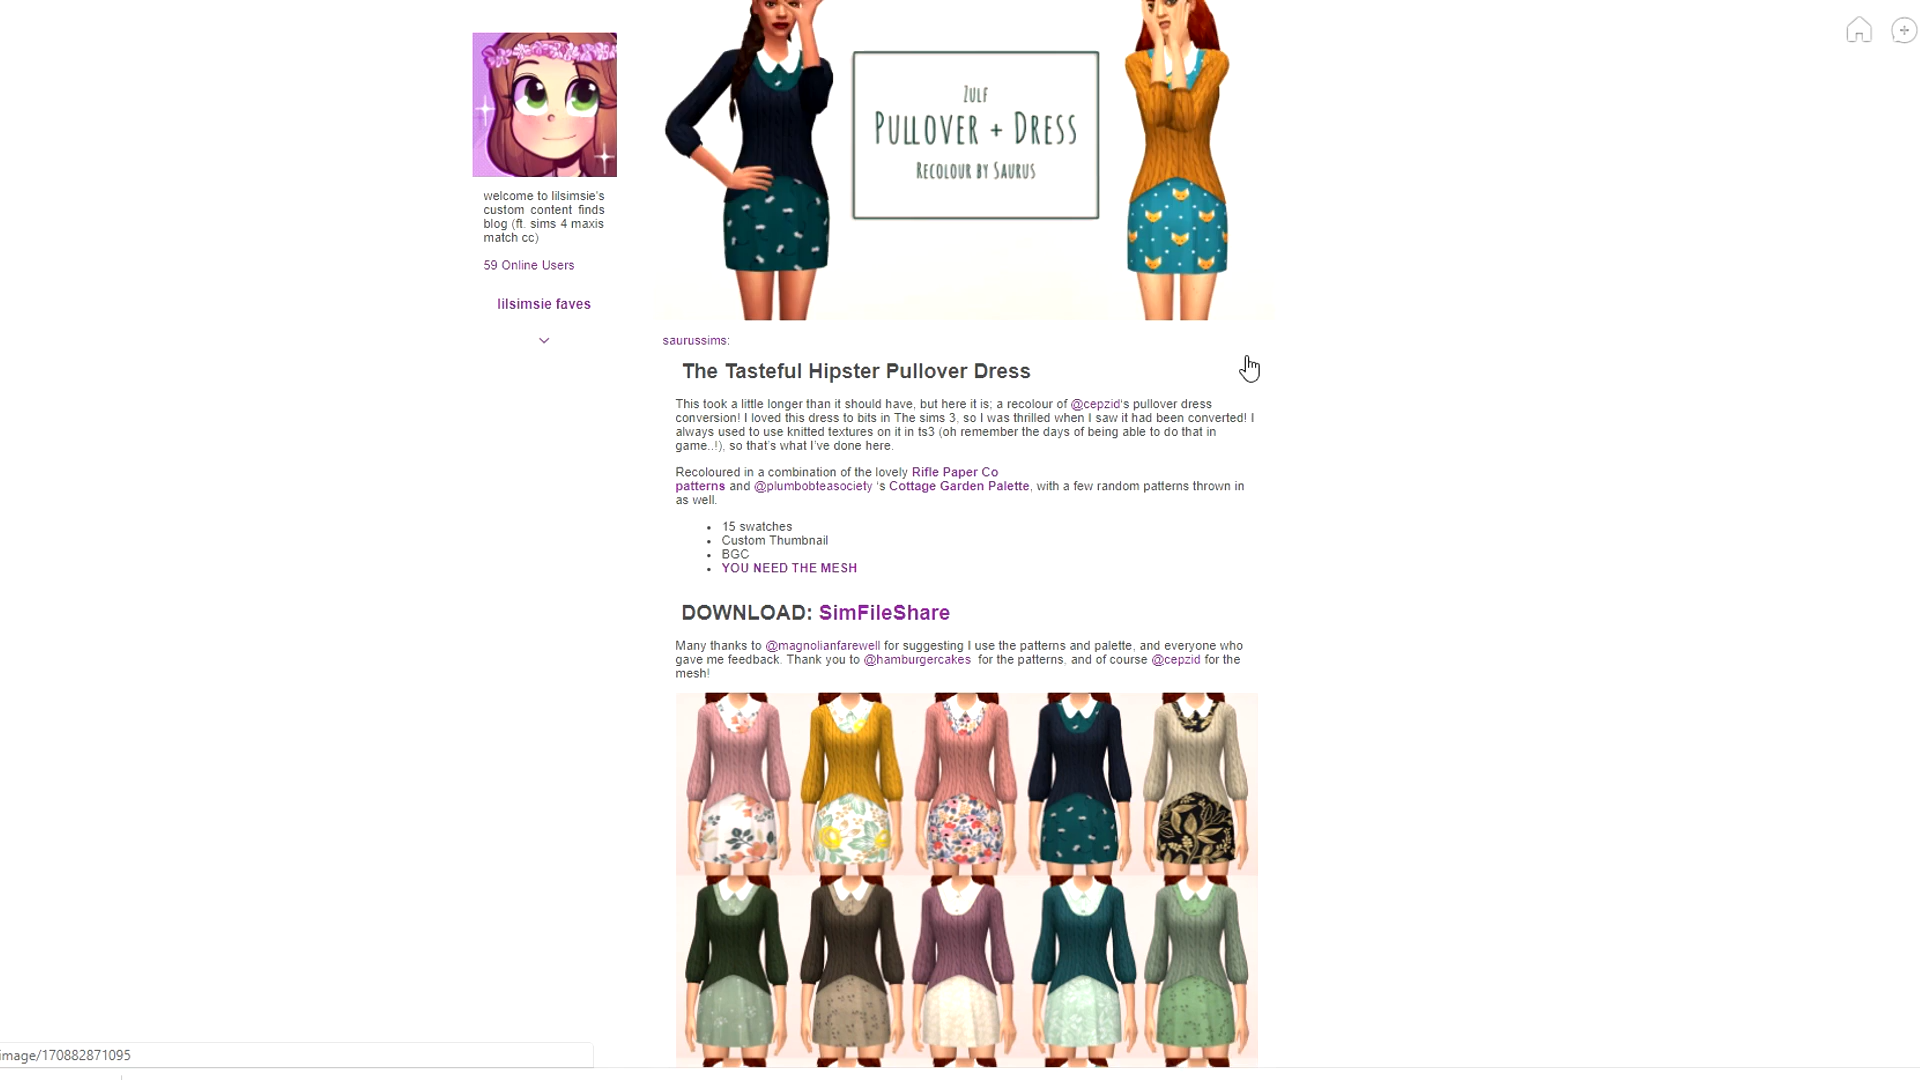 ZULF
PULLOVER + DRESS
RECOLOUR BY SAURUS
welcome to lilsimsie's
custom content finds
blog (ft. sims 4 maxis
match cc)
59 Online Users
lilsimsie faves
saurussims:
The Tasteful Hipster Pullover Dress
This took a little longer than it should have, but here it is; a recolour of @cepzid's pullover dress
conversion! I loved this dress to bits in The sims 3, so I was thrilled when I saw it had been converted! I
always used to use knitted textures on it in ts3 (oh remember the days of being able to do that in
game..!), so that's what I've done here.
Recoloured in a combination of the lovely Rifle Paper Co
patterns and @plumbobteasociety 's Cottage Garden Palette, with a few random patterns thrown in
as well.
• 15 swatches
• Custom Thumbnail
• BGC
• YOU NEED THE MESH
DOWNLOAD: SimFileShare
Many thanks to @magnolianfarewell for suggesting I use the patterns and palette, and everyone who
gave me feedback. Thank you to @hamburgercakes for the patterns, and of course @cepzid for the
mesh!
image/170882871095